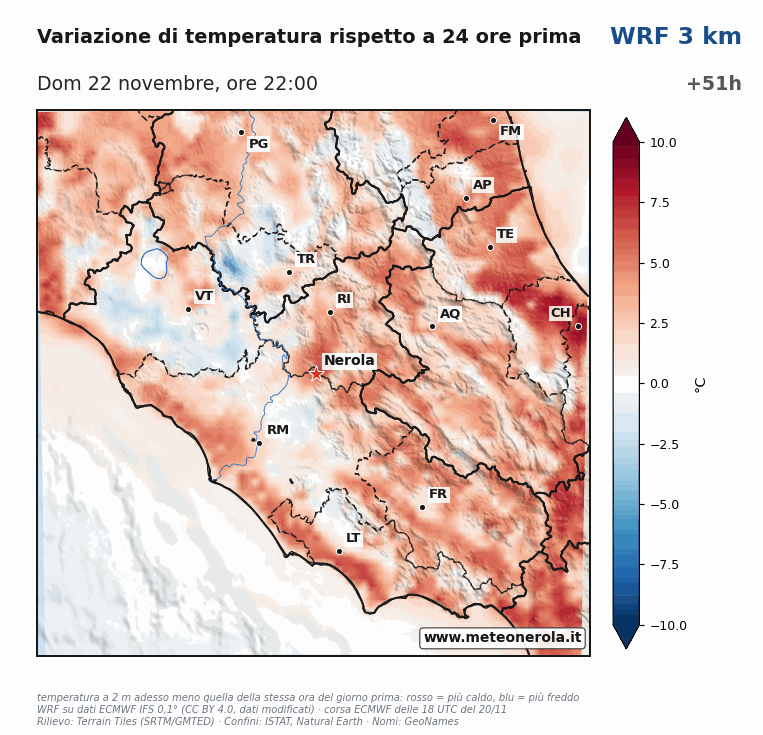 Variazione di temperatura rispetto a 24 ore prima
WRF 3 km
Dom 22 novembre, ore 22:00
+51h
FM
PG
AP
TE
TR
VT
RI
AQ
CH
Nerola
RM
FR
LT
www.meteonerola.it
10.0
7.5
5.0
2.5
0.0
−2.5
−5.0
−7.5
−10.0
°C
temperatura a 2 m adesso meno quella della stessa ora del giorno prima: rosso = più caldo, blu = più freddo
WRF su dati ECMWF IFS 0,1° (CC BY 4.0, dati modificati) · corsa ECMWF delle 18 UTC del 20/11
Rilievo: Terrain Tiles (SRTM/GMTED) · Confini: ISTAT, Natural Earth · Nomi: GeoNames